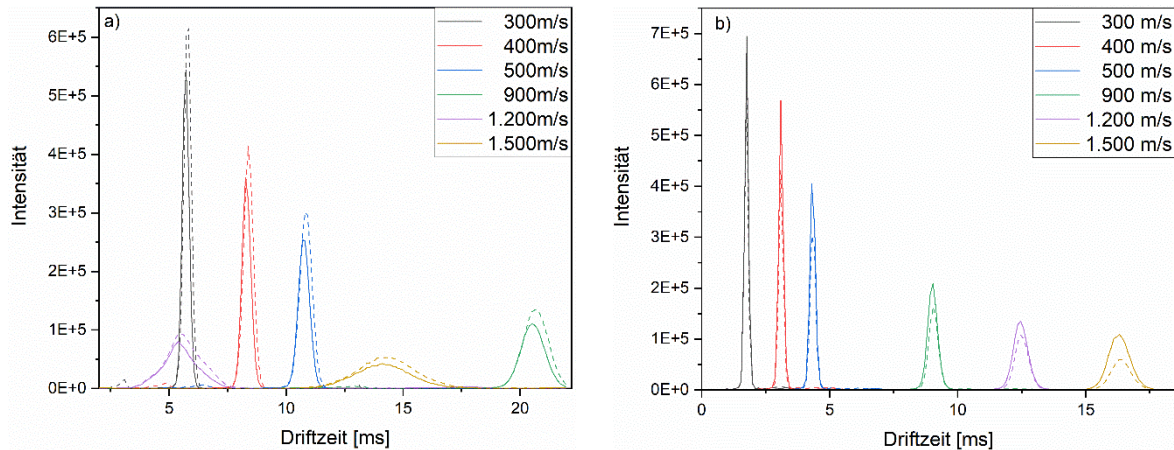 a)
300m/s
400m/s
500m/s
900m/s
1.200m/s
1.500m/s
Intensität
6E+5
5E+5
4E+5
3E+5
2E+5
1E+5
0E+0
5 10 15 20
Driftzeit [ms]
b)
300 m/s
400 m/s
500 m/s
900 m/s
1.200 m/s
1.500 m/s
Intensität
7E+5
6E+5
5E+5
4E+5
3E+5
2E+5
1E+5
0E+0
0 5 10 15
Driftzeit [ms]